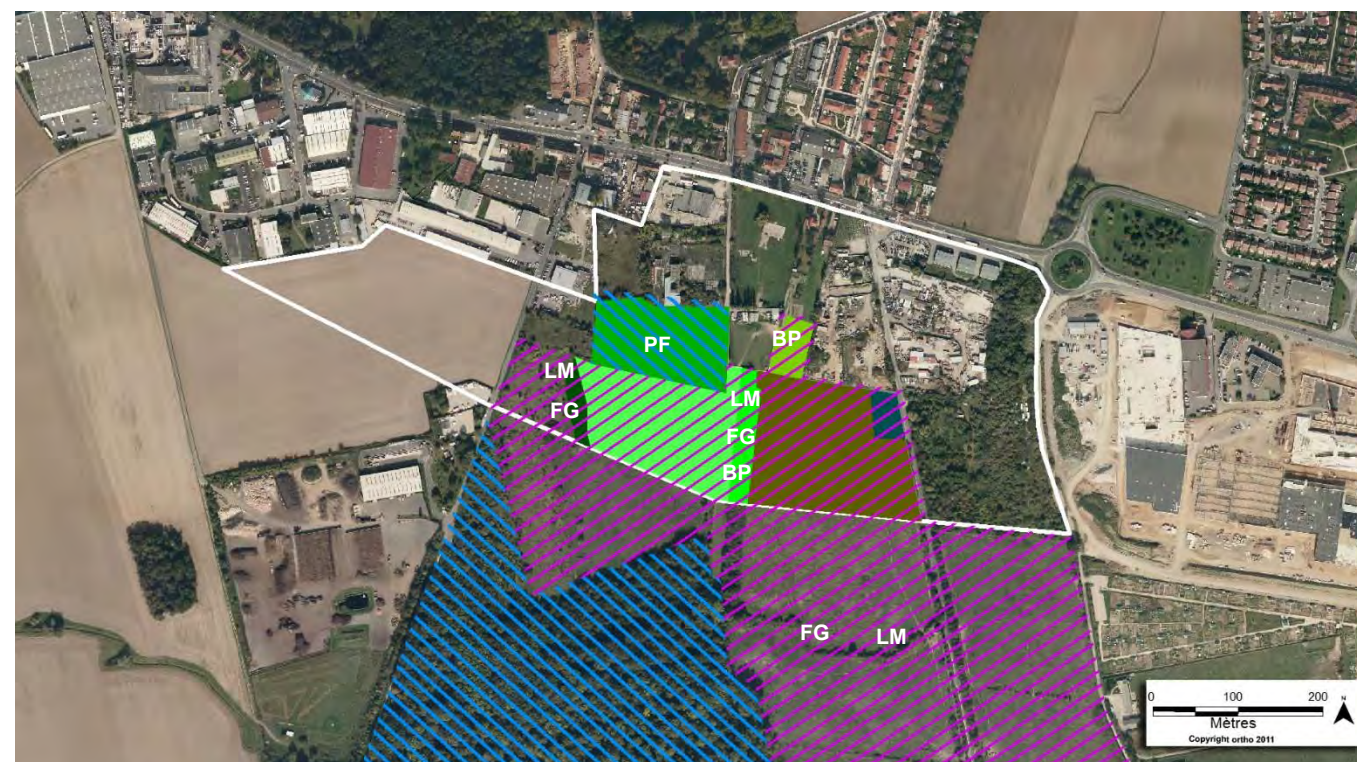 BP
PF
LM
LM
FG
FG
BP
FG
LM
0 100 200
Mètres
N
Copyright ortho 2011